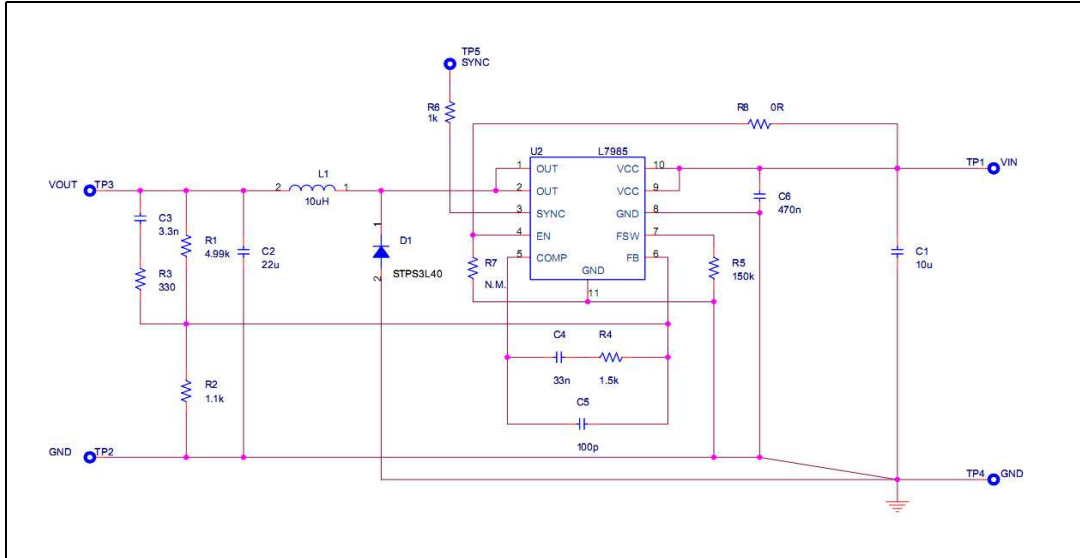 TP5
SYNC
R6
1k
R8 0R
U2 L7985
1 OUT VCC 10
2 OUT VCC 9
3 SYNC GND 8
4 EN FSW 7
5 COMP FB 6
GND
11
VOUT TP3
2 L1 1
10uH
TP1 VIN
C6
470n
C3
3.3n
R1
4.99k
C2
22u
1
D1
2
STPS3L40
R7
N.M.
R5
150k
C1
10u
R3
330
C4 R4
33n 1.5k
R2
1.1k
C5
100p
GND TP2
TP4 GND